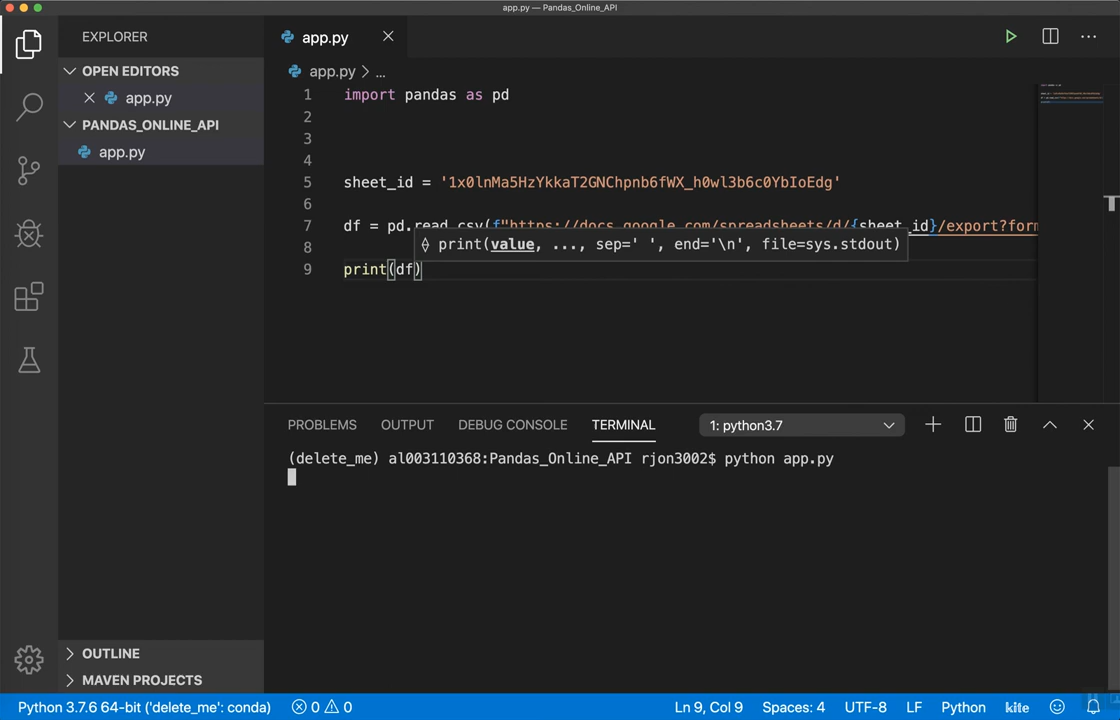 app.py — Pandas_Online_API
EXPLORER
OPEN EDITORS
app.py
PANDAS_ONLINE_API
app.py
app.py
app.py > ...
1 import pandas as pd
2
3
4
5 sheet_id = '1x0lnMa5HzYkkaT2GNChpnb6fWX_h0wl3b6c0YbIoEdg'
6
7 df = pd.read_csv(f"https://docs.google.com/spreadsheets/d/{sheet_id}/export?form
print(value, ..., sep=' ', end='\n', file=sys.stdout)
8
9 print(df)
PROBLEMS OUTPUT DEBUG CONSOLE TERMINAL 1: python3.7
(delete_me) al003110368:Pandas_Online_API rjon3002$ python app.py
OUTLINE
MAVEN PROJECTS
Python 3.7.6 64-bit ('delete_me': conda) 0 0 Ln 9, Col 9 Spaces: 4 UTF-8 LF Python kite